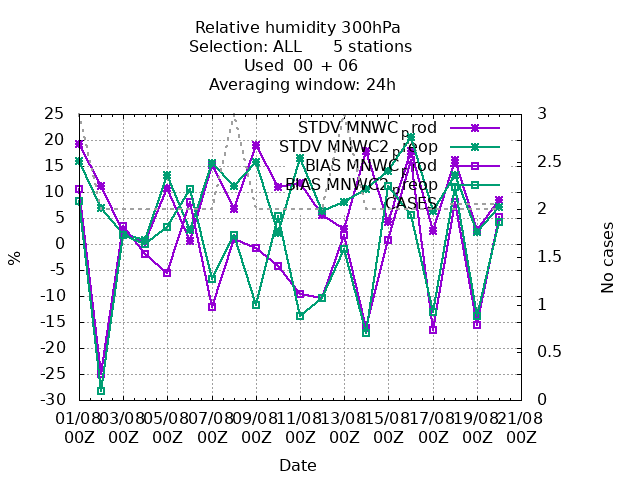 Relative humidity 300hPa
Selection: ALL 5 stations
Used 00 + 06
Averaging window: 24h
STDV MNWC_prod
STDV MNWC2_preop
BIAS MNWC_prod
BIAS MNWC2_preop
CASES
25
20
15
10
5
0
-5
-10
-15
-20
-25
-30
%
3
2.5
2
1.5
1
0.5
0
No cases
01/08 03/08 05/08 07/08 09/08 11/08 13/08 15/08 17/08 19/08 21/08
00Z 00Z 00Z 00Z 00Z 00Z 00Z 00Z 00Z 00Z 00Z
Date